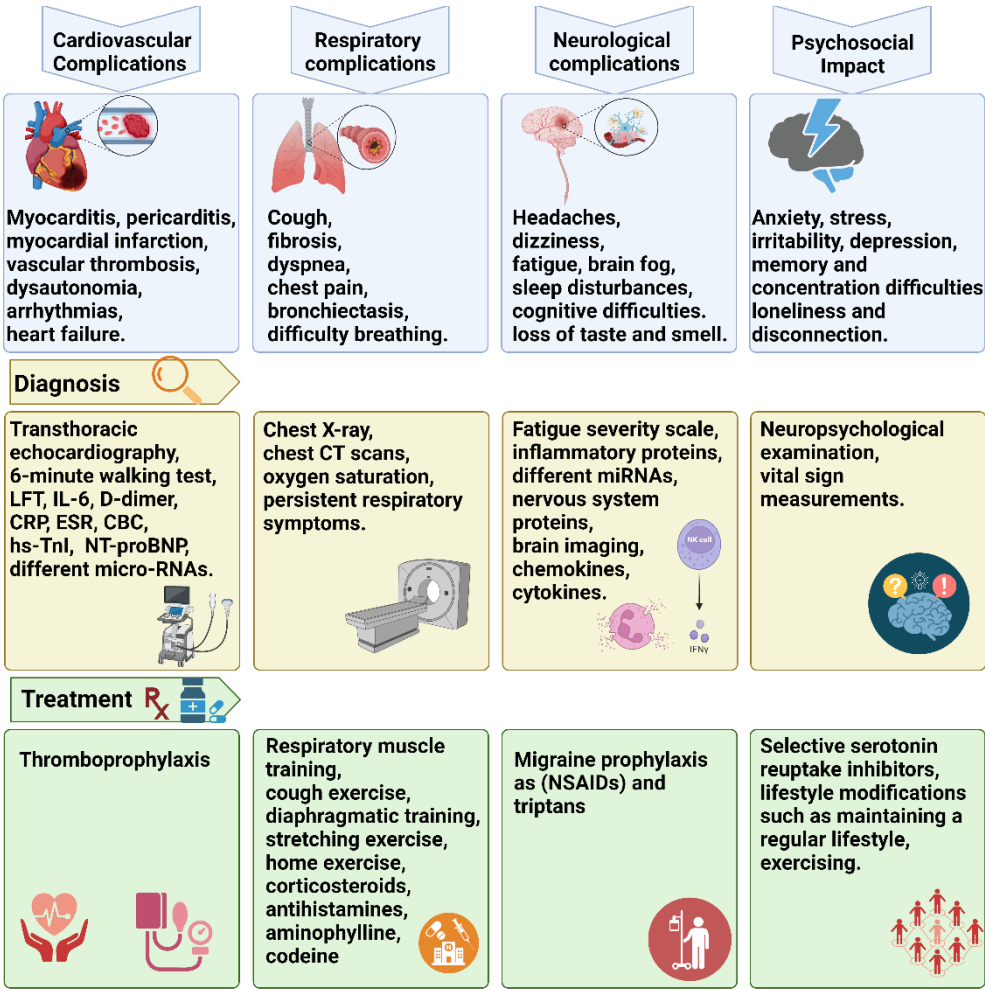 Cardiovascular
Complications
Respiratory
complications
Neurological
complications
Psychosocial
Impact
Myocarditis, pericarditis,
myocardial infarction,
vascular thrombosis,
dysautonomia,
arrhythmias,
heart failure.
Cough,
fibrosis,
dyspnea,
chest pain,
bronchiectasis,
difficulty breathing.
Headaches,
dizziness,
fatigue, brain fog,
sleep disturbances,
cognitive difficulties.
loss of taste and smell.
Anxiety, stress,
irritability, depression,
memory and
concentration difficulties
loneliness and
disconnection.
Diagnosis
Transthoracic
echocardiography,
6-minute walking test,
LFT, IL-6, D-dimer,
CRP, ESR, CBC,
hs-TnI, NT-proBNP,
different micro-RNAs.
Chest X-ray,
chest CT scans,
oxygen saturation,
persistent respiratory
symptoms.
Fatigue severity scale,
inflammatory proteins,
different miRNAs,
nervous system
proteins,
brain imaging,
chemokines,
cytokines.
NK cell
IFNγ
Neuropsychological
examination,
vital sign
measurements.
? !
Treatment Rx
Thromboprophylaxis
Respiratory muscle
training,
cough exercise,
diaphragmatic training,
stretching exercise,
home exercise,
corticosteroids,
antihistamines,
aminophylline,
codeine
Migraine prophylaxis
as (NSAIDs) and
triptans
Selective serotonin
reuptake inhibitors,
lifestyle modifications
such as maintaining a
regular lifestyle,
exercising.